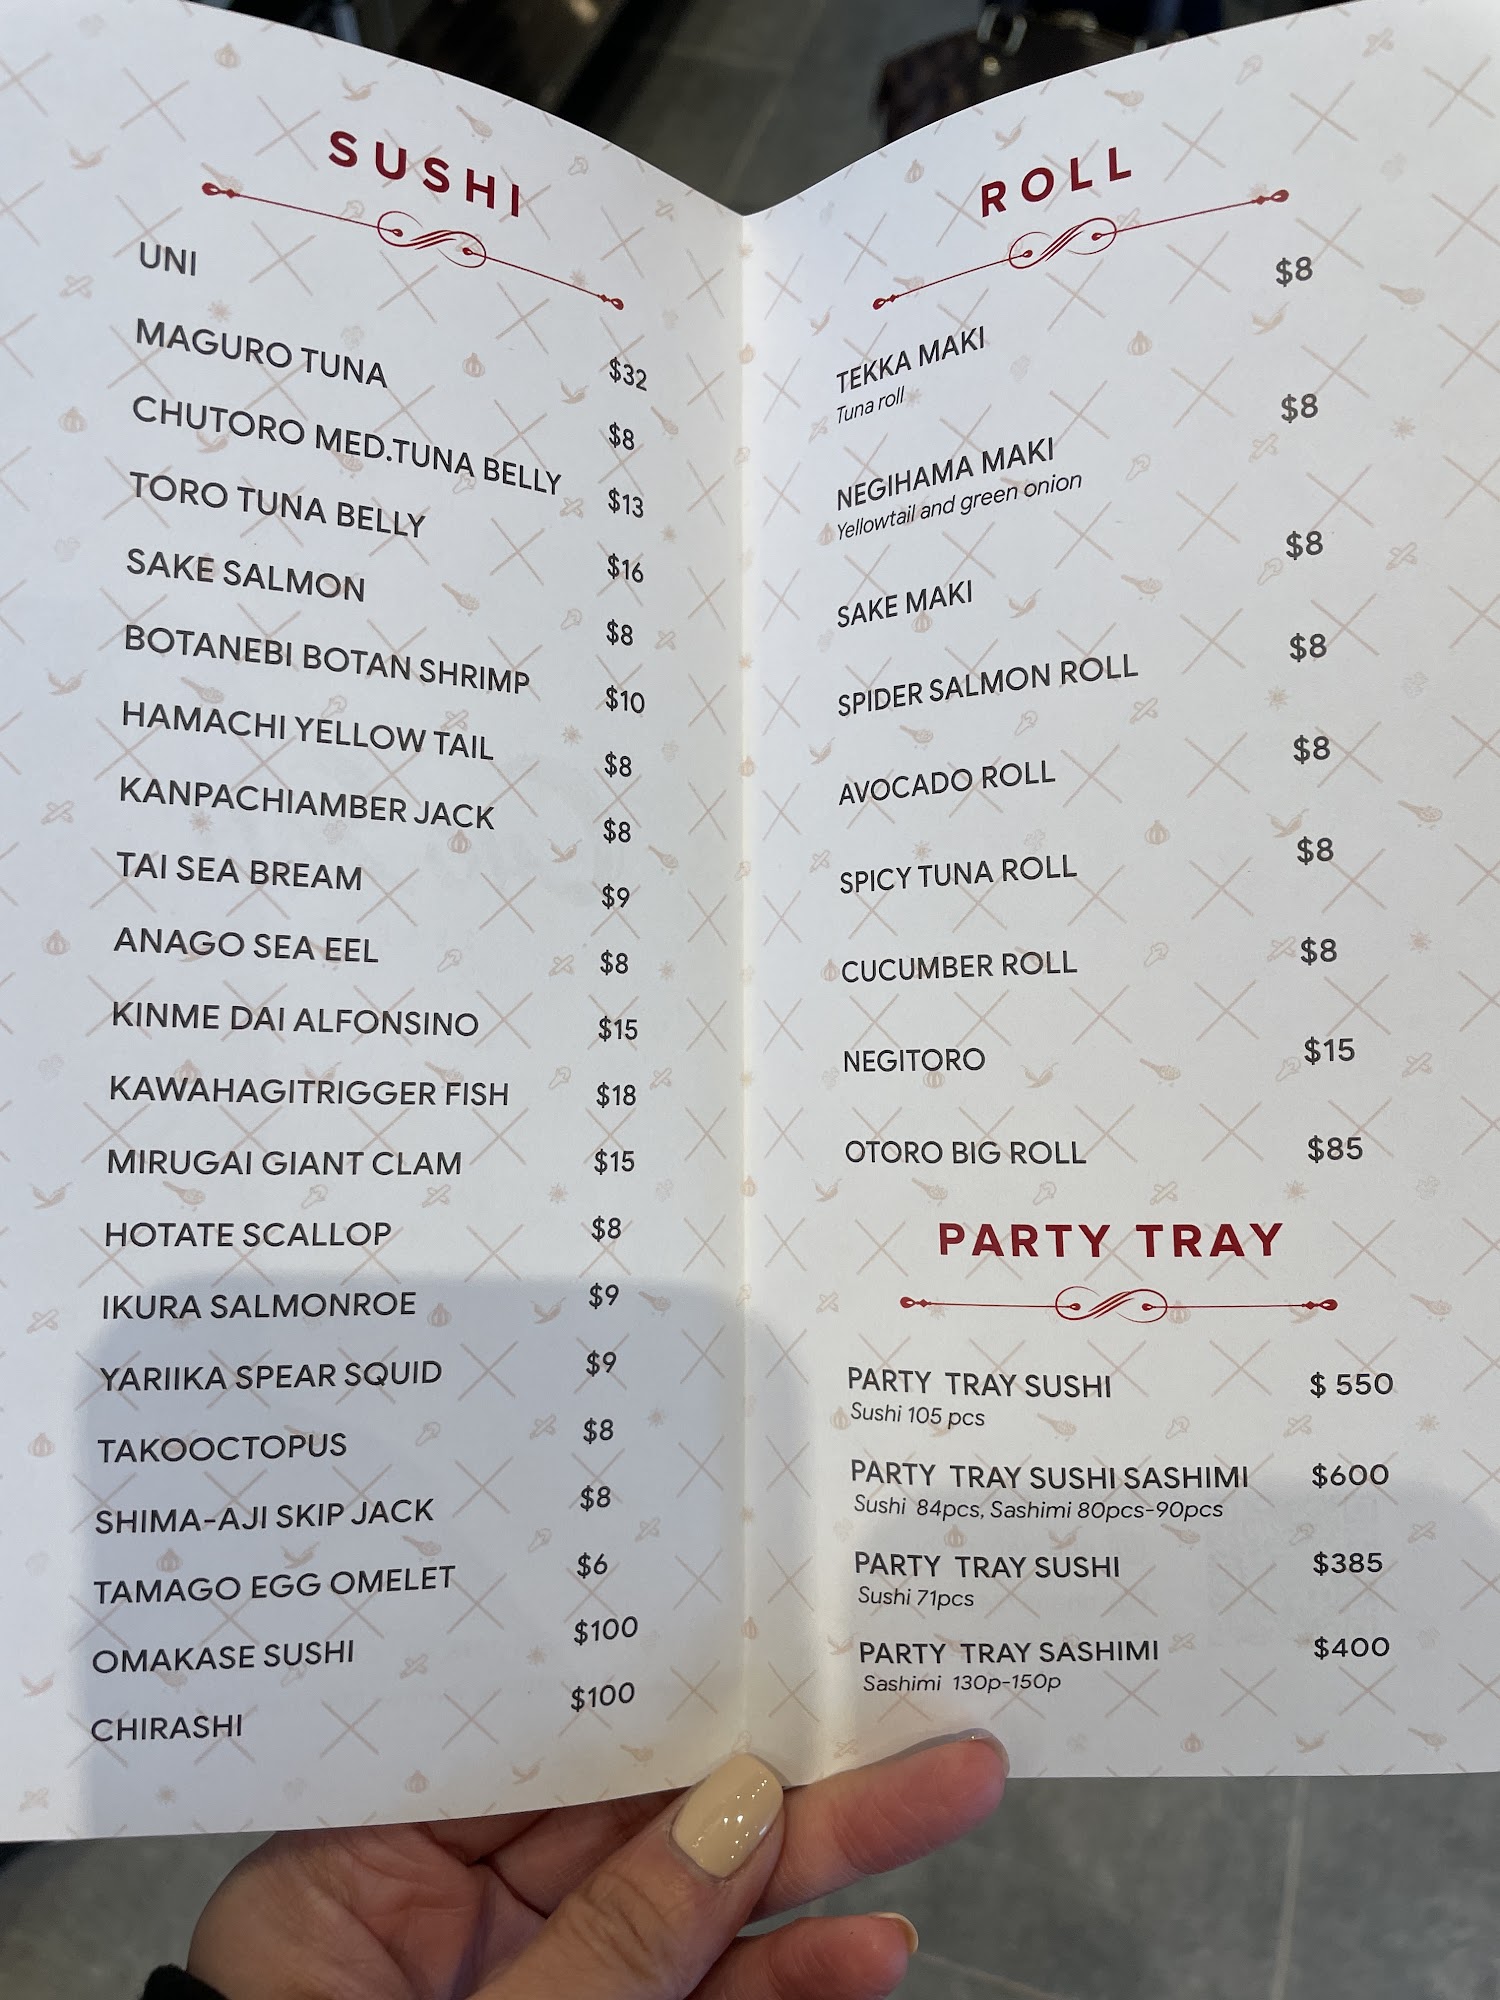 SUSHI
UNI $32
MAGURO TUNA $8
CHUTORO MED.TUNA BELLY $13
TORO TUNA BELLY $16
SAKE SALMON $8
BOTANEBI BOTAN SHRIMP $10
HAMACHI YELLOW TAIL $8
KANPACHIAMBER JACK $8
TAI SEA BREAM $9
ANAGO SEA EEL $8
KINME DAI ALFONSINO $15
KAWAHAGITRIGGER FISH $18
MIRUGAI GIANT CLAM $15
HOTATE SCALLOP $8
IKURA SALMONROE $9
YARIIKA SPEAR SQUID $9
TAKOOCTOPUS $8
SHIMA-AJI SKIP JACK $8
TAMAGO EGG OMELET $6
OMAKASE SUSHI $100
CHIRASHI $100
ROLL
TEKKA MAKI $8
Tuna roll
NEGIHAMA MAKI $8
Yellowtail and green onion
SAKE MAKI $8
SPIDER SALMON ROLL $8
AVOCADO ROLL $8
SPICY TUNA ROLL $8
CUCUMBER ROLL $8
NEGITORO $15
OTORO BIG ROLL $85
PARTY TRAY
PARTY TRAY SUSHI $ 550
Sushi 105 pcs
PARTY TRAY SUSHI SASHIMI $600
Sushi 84pcs, Sashimi 80pcs-90pcs
PARTY TRAY SUSHI $385
Sushi 71pcs
PARTY TRAY SASHIMI $400
Sashimi 130p-150p